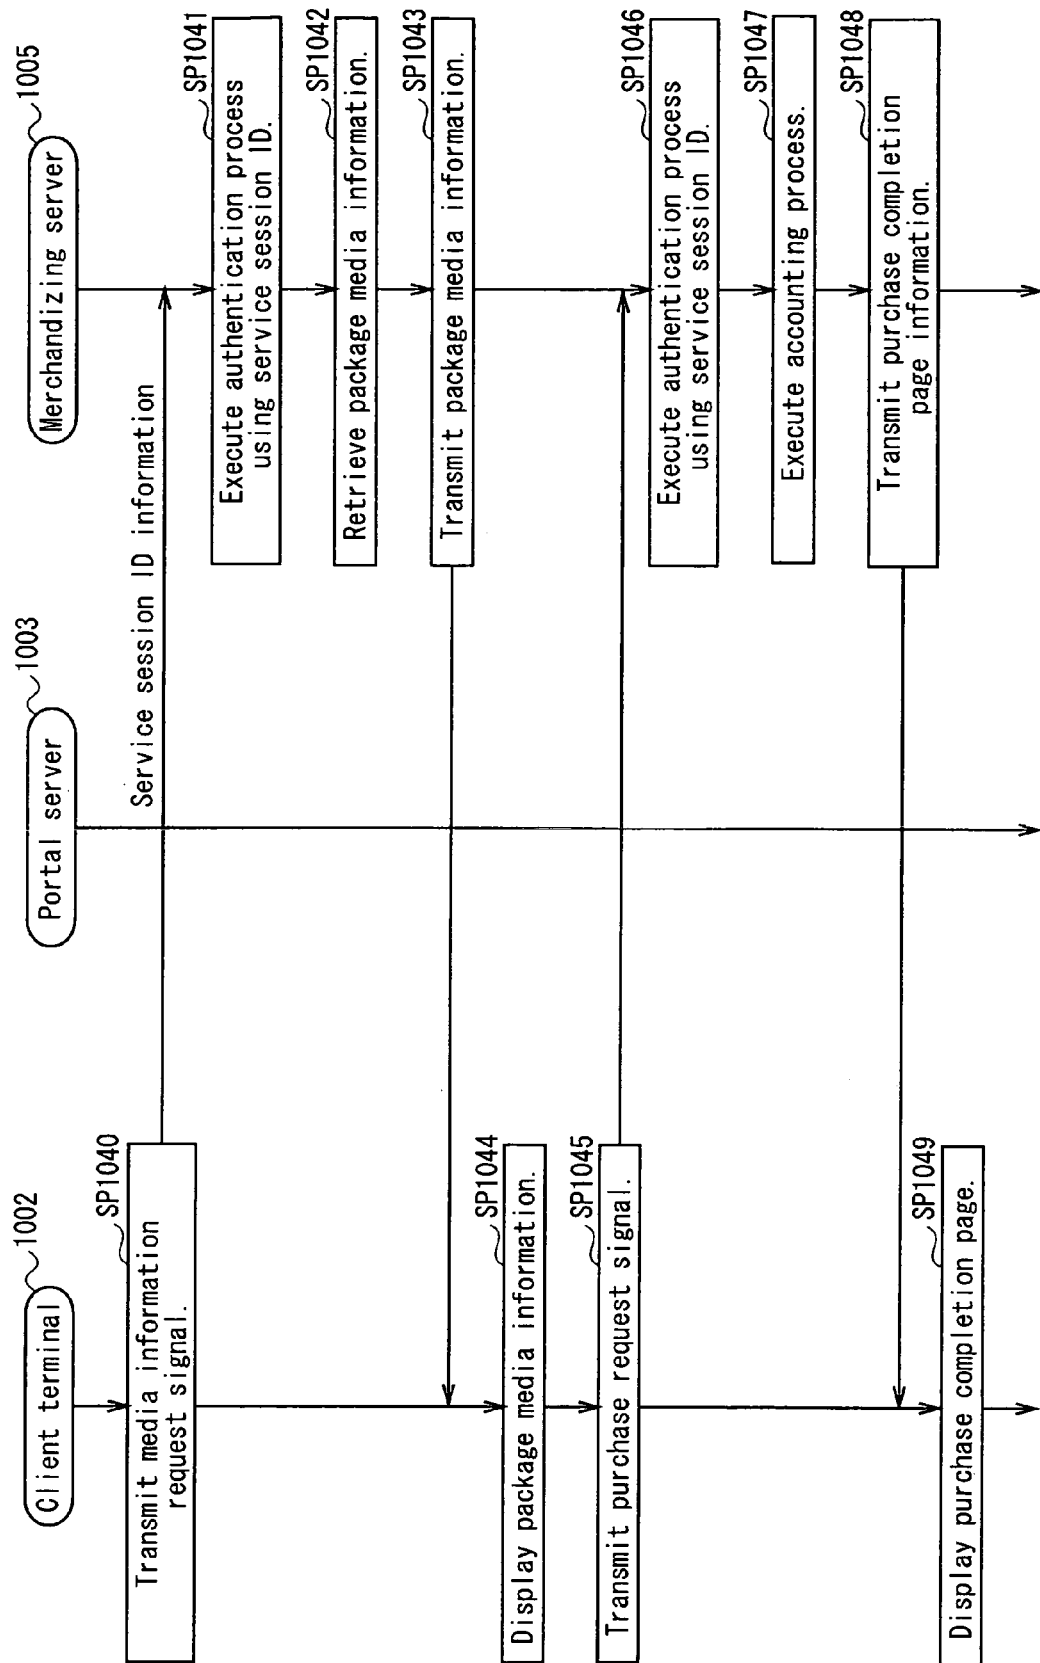 Client terminal
1002
Portal server
1003
Merchandizing server
1005
SP1040
Transmit media information
request signal.
Service session ID information
SP1041
Execute authentication process
using service session ID.
SP1042
Retrieve package media information.
SP1043
Transmit package media information.
SP1044
Display package media information.
SP1045
Transmit purchase request signal.
SP1046
Execute authentication process
using service session ID.
SP1047
Execute accounting process.
SP1048
Transmit purchase completion
page information.
SP1049
Display purchase completion page.